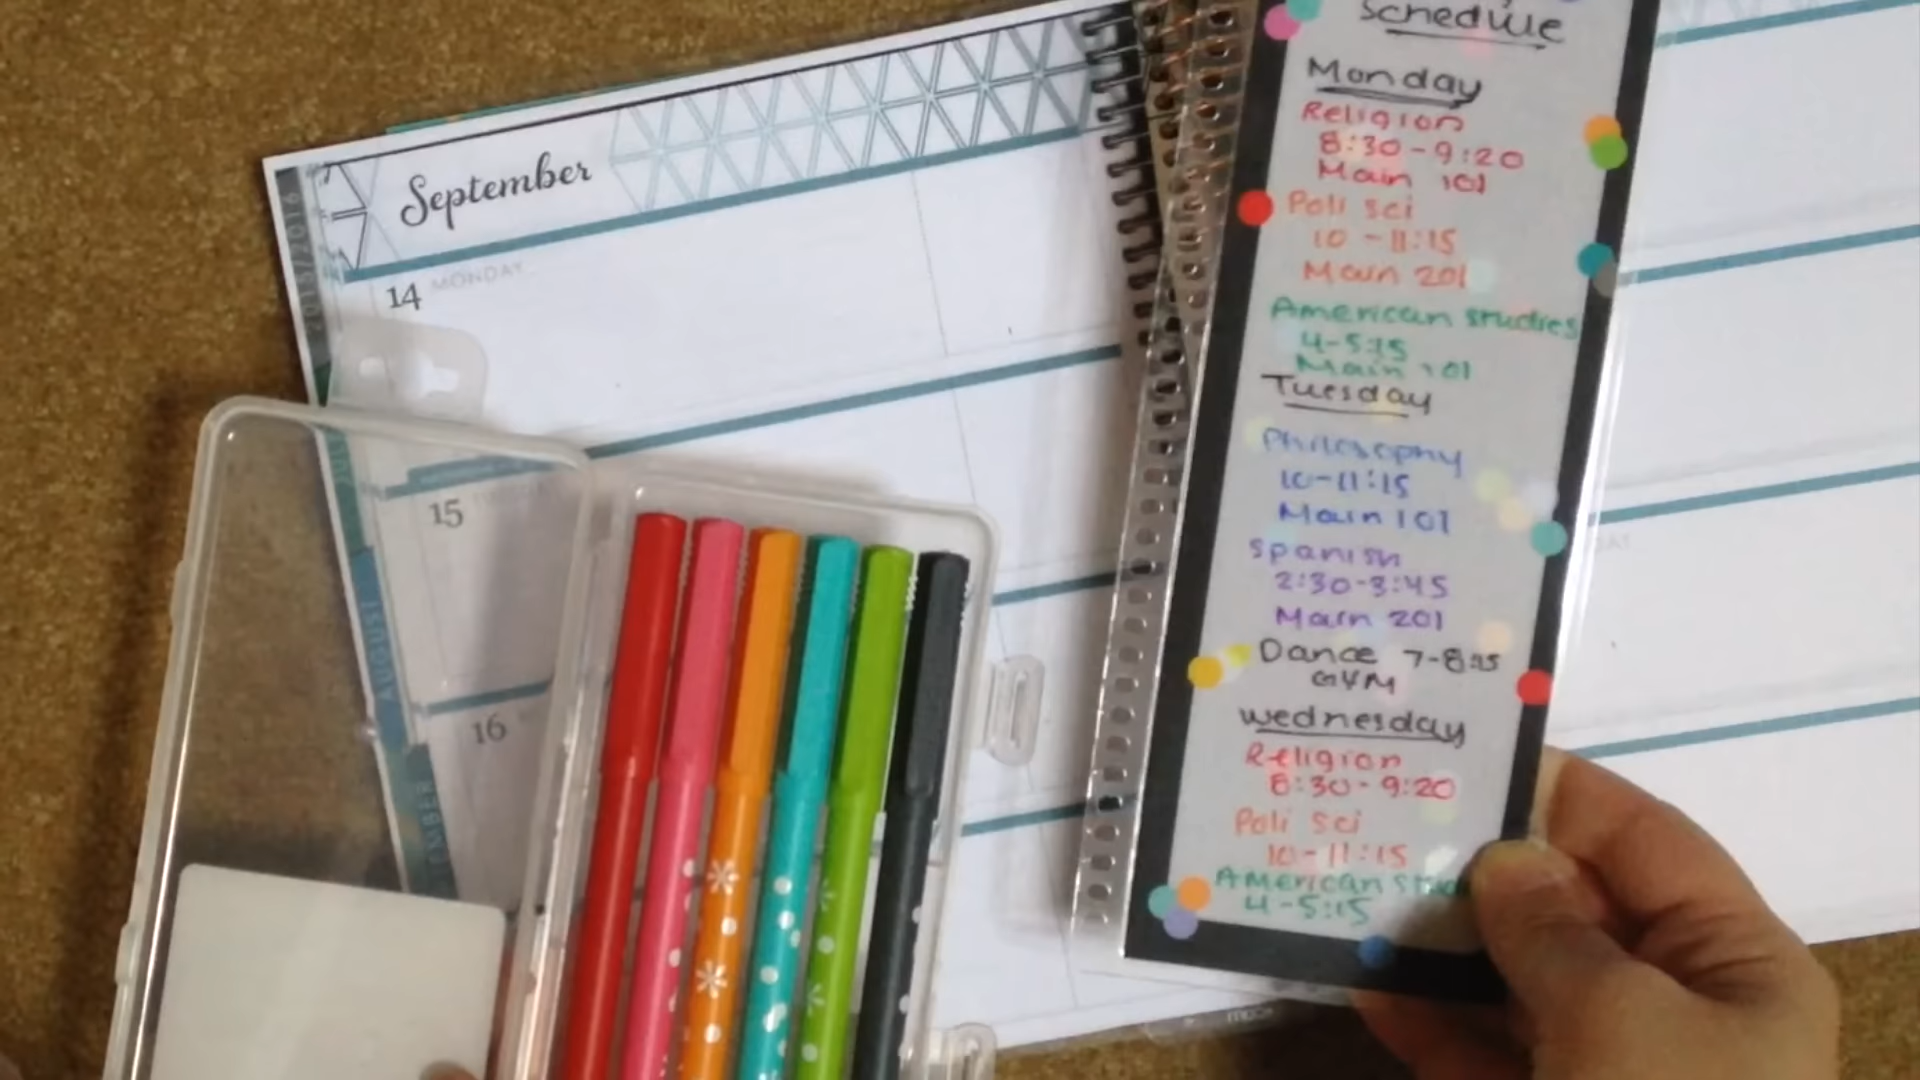 September
14 MONDAY
15
16
2015/2016
AUGUST
schedule
Monday
Religion
8:30-9:20
Main 101
Poli sci
10-11:15
Main 201
American studies
4-5:15
Main 101
Tuesday
Philosophy
10-11:15
Main 101
spanish
2:30-3:45
Main 201
Dance 7-8:15
GYM
wednesday
Religion
8:30-9:20
Poli sci
10-11:15
American
4-5:15